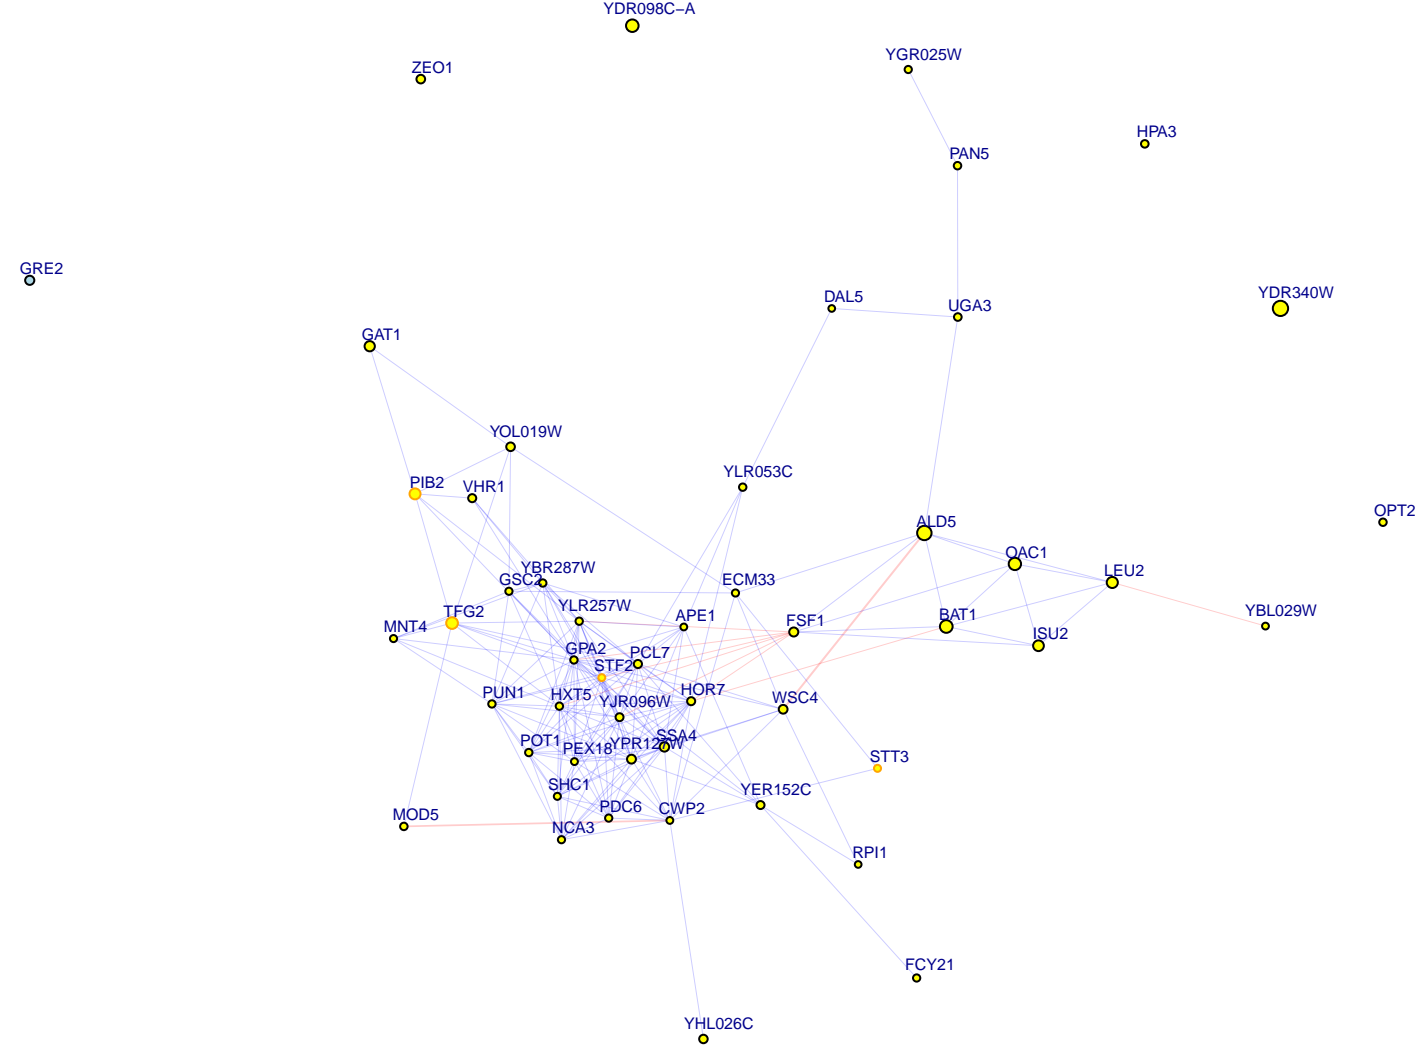 YDR098C−A
YGR025W
ZEO1
HPA3
PAN5
GRE2
YDR340W
DAL5
UGA3
GAT1
YOL019W
YLR053C
PIB2
VHR1
OPT2
ALD5
OAC1
YBR287W
LEU2
GSC2
ECM33
YLR257W
TFG2
APE1
YBL029W
MNT4
FSF1
BAT1
ISU2
GPA2
PCL7
STF2
PUN1
HXT5
HOR7
YJR096W
WSC4
SSA4
POT1
PEX18
YPR127W
STT3
SHC1
YER152C
PDC6
CWP2
MOD5
NCA3
RPI1
FCY21
YHL026C